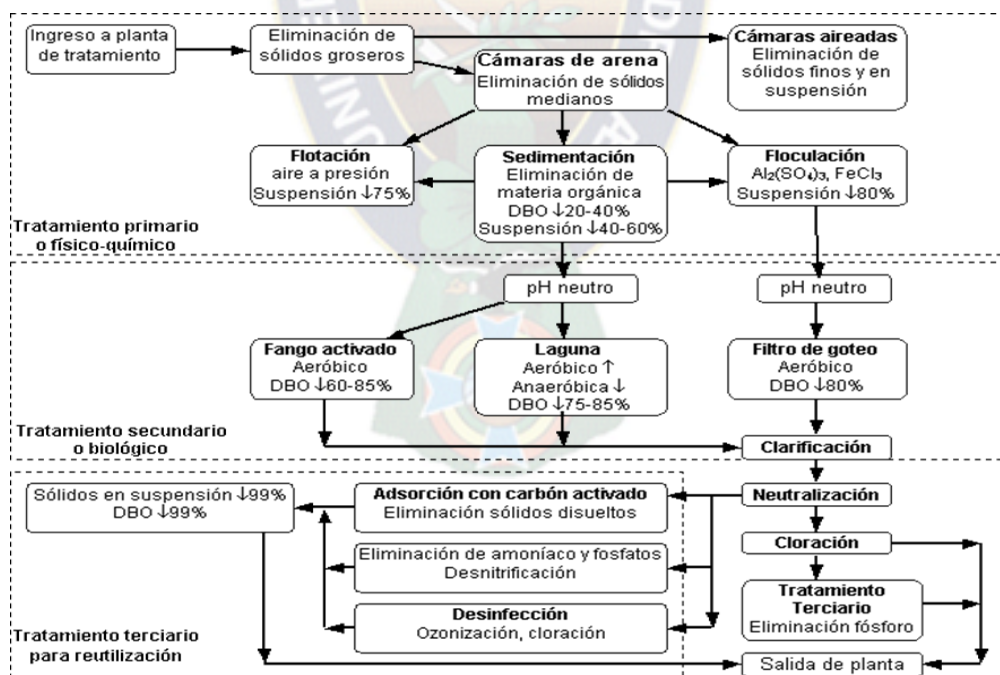 Ingreso a planta
de tratamiento
Eliminación de
sólidos groseros
Cámaras aireadas
Eliminación de
sólidos finos y en
suspensión
Cámaras de arena
Eliminación de sólidos
medianos
Flotación
aire a presión
Suspensión ↓75%
Sedimentación
Eliminación de
materia orgánica
DBO ↓20-40%
Suspensión ↓40-60%
Floculación
Al₂(SO₄)₃, FeCl₃
Suspensión ↓80%
Tratamiento primario
o físico-químico
pH neutro
pH neutro
Fango activado
Aeróbico
DBO ↓60-85%
Laguna
Aeróbico ↑
Anaeróbica ↓
DBO ↓75-85%
Filtro de goteo
Aeróbico
DBO ↓80%
Tratamiento secundario
o biológico
Clarificación
Sólidos en suspensión ↓99%
DBO ↓99%
Adsorción con carbón activado
Eliminación sólidos disueltos
Neutralización
Eliminación de amoníaco y fosfatos
Desnitrificación
Cloración
Desinfección
Ozonización, cloración
Tratamiento
Terciario
Eliminación fósforo
Tratamiento terciario
para reutilización
Salida de planta